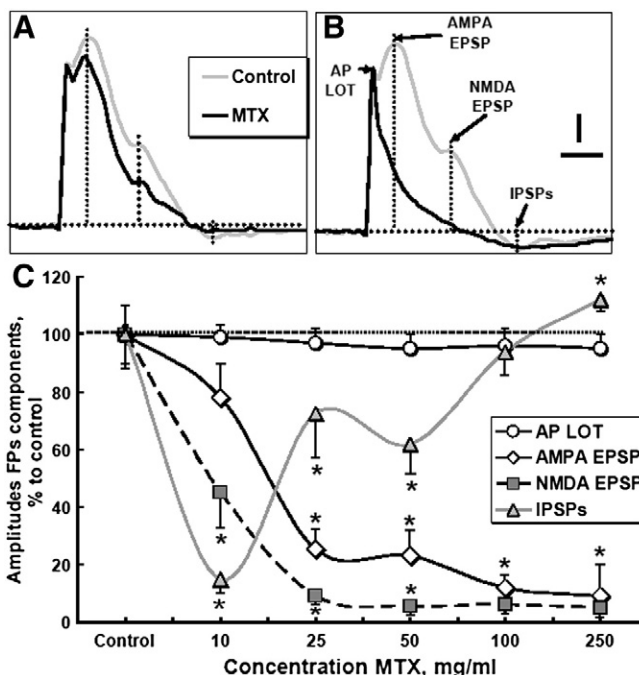 A
Control
MTX
B
AMPA
EPSP
AP
LOT
NMDA
EPSP
IPSPs
C
120
100
80
60
40
20
0
Amplitudes FPs components,
% to control
* * * * * * * * * * *
AP LOT
AMPA EPSP
NMDA EPSP
IPSPs
Control 10 25 50 100 250
Concentration MTX, mg/ml